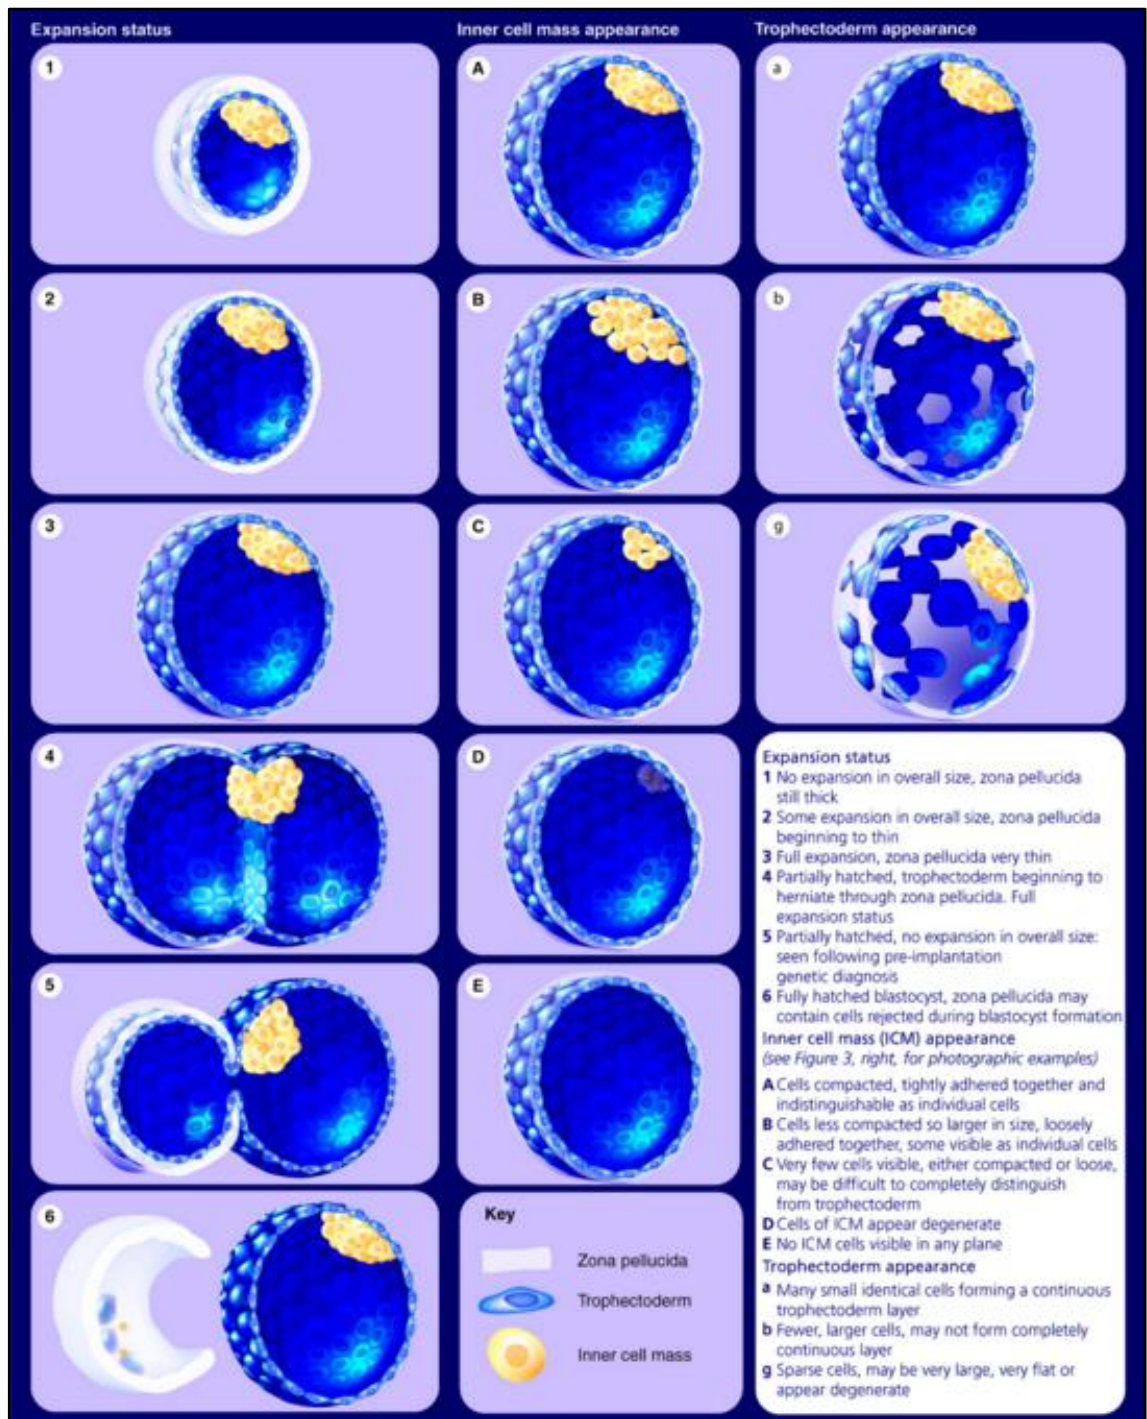 Expansion status
Inner cell mass appearance
Trophectoderm appearance
1
A
a
2
B
b
3
C
g
4
D
5
E
6
Key
Zona pellucida
Trophectoderm
Inner cell mass
Expansion status
1 No expansion in overall size, zona pellucida
still thick
2 Some expansion in overall size, zona pellucida
beginning to thin
3 Full expansion, zona pellucida very thin
4 Partially hatched, trophectoderm beginning to
herniate through zona pellucida. Full
expansion status
5 Partially hatched, no expansion in overall size:
seen following pre-implantation
genetic diagnosis
6 Fully hatched blastocyst, zona pellucida may
contain cells rejected during blastocyst formation
Inner cell mass (ICM) appearance
(see Figure 3, right, for photographic examples)
A Cells compacted, tightly adhered together and
indistinguishable as individual cells
B Cells less compacted so larger in size, loosely
adhered together, some visible as individual cells
C Very few cells visible, either compacted or loose,
may be difficult to completely distinguish
from trophectoderm
D Cells of ICM appear degenerate
E No ICM cells visible in any plane
Trophectoderm appearance
a Many small identical cells forming a continuous
trophectoderm layer
b Fewer, larger cells, may not form completely
continuous layer
g Sparse cells, may be very large, very flat or
appear degenerate